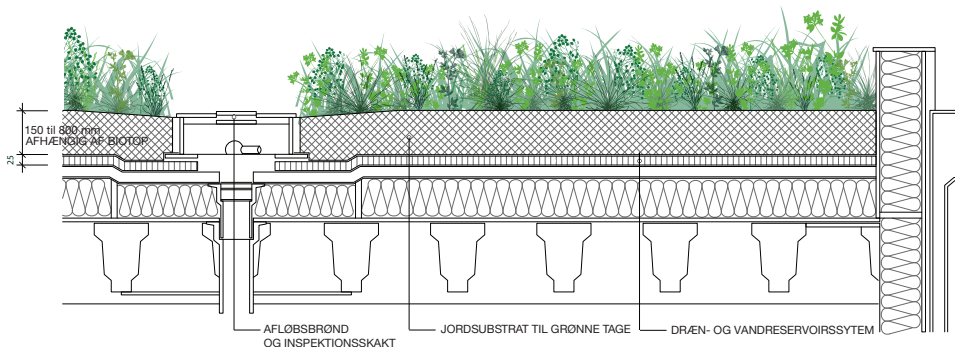 150 til 800 mm
AFHÆNGIG AF BIOTOP
25
AFLØBSBRØND
OG INSPEKTIONSSKAKT
JORDSUBSTRAT TIL GRØNNE TAGE
DRÆN- OG VANDRESERVOIRSSYTEM